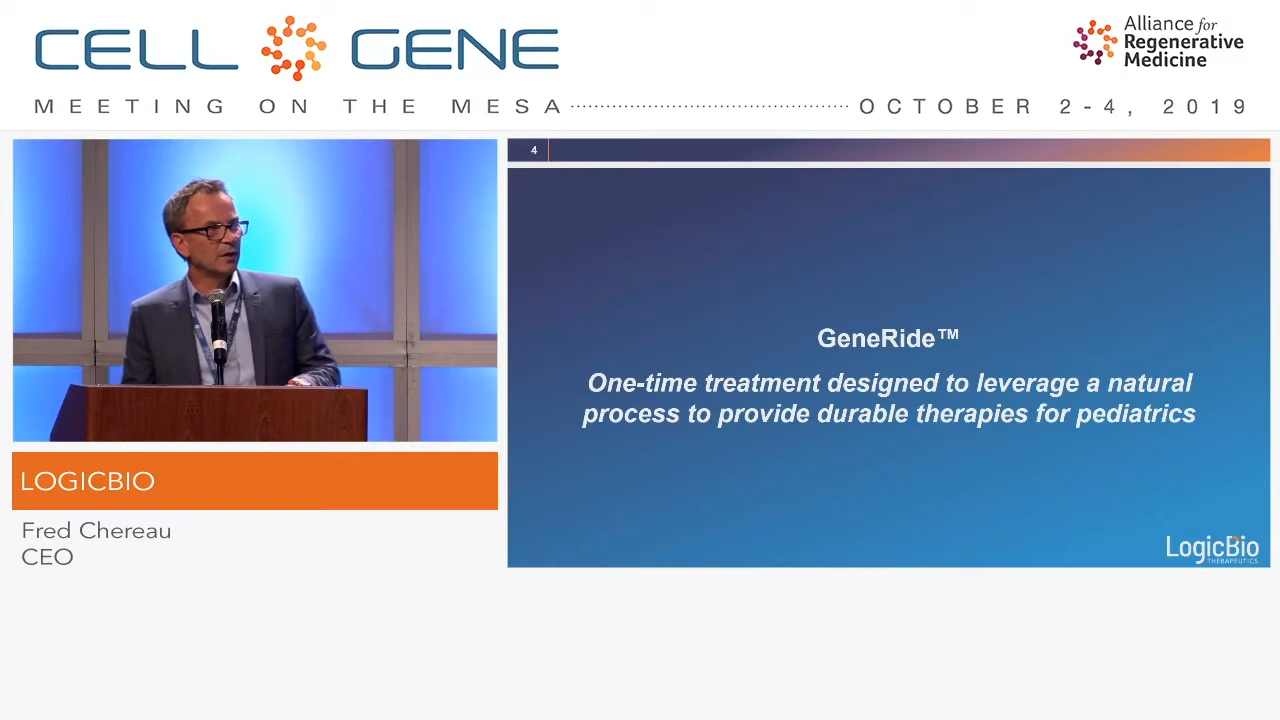 CELL GENE
MEETING ON THE MESA
OCTOBER 2-4, 2019
Alliance for
Regenerative
Medicine
4
GeneRide™
One-time treatment designed to leverage a natural
process to provide durable therapies for pediatrics
LogicBio
THERAPEUTICS
LOGICBIO
Fred Chereau
CEO